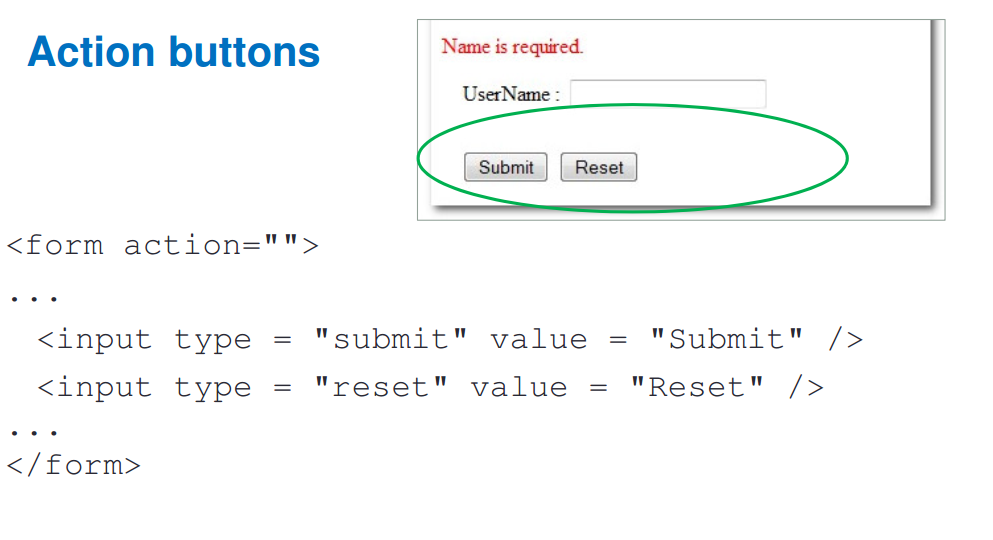 Action buttons
Name is required.
UserName :
Submit Reset
<form action="">
...
<input type = "submit" value = "Submit" />
<input type = "reset" value = "Reset" />
...
</form>